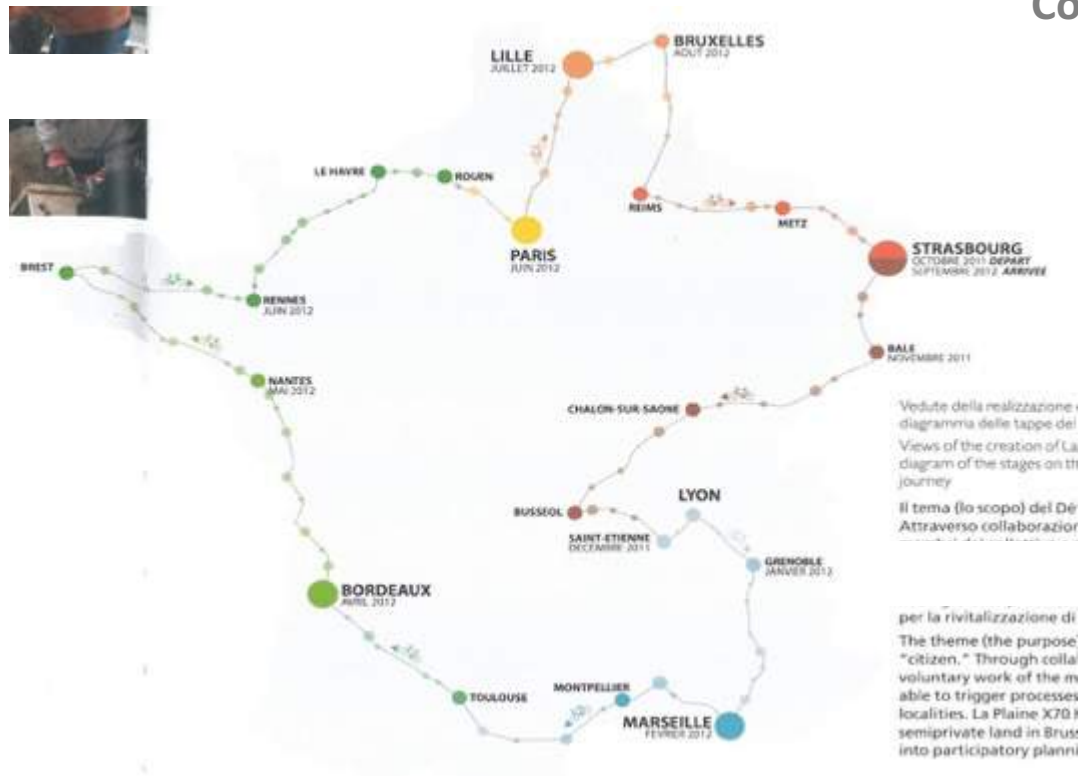 Co
LILLE
JUILLET 2012
BRUXELLES
AOUT 2012
LE HAVRE
ROUEN
REIMS
METZ
PARIS
JUIN 2012
STRASBOURG
OCTOBRE 2011 DEPART
SEPTEMBRE 2012 ARRIVEE
BREST
RENNES
JUIN 2012
BALE
NOVEMBRE 2011
NANTES
MAI 2012
CHALON-SUR-SAONE
Vedute della realizzazione
diagramma delle tappe del
Views of the creation of La
diagram of the stages on th
journey
LYON
BUSSEOL
Il tema (lo scopo) del Dé
Attraverso collaborazion
SAINT-ETIENNE
DECEMBRE 2011
GRENOBLE
JANVIER 2012
BORDEAUX
AVRIL 2012
per la rivitalizzazione di
The theme (the purpose)
"citizen." Through colla
voluntary work of the m
able to trigger processes
localities. La Plaine X70
semiprivate land in Bruss
into participatory planni
TOULOUSE
MONTPELLIER
MARSEILLE
FEVRIER 2012